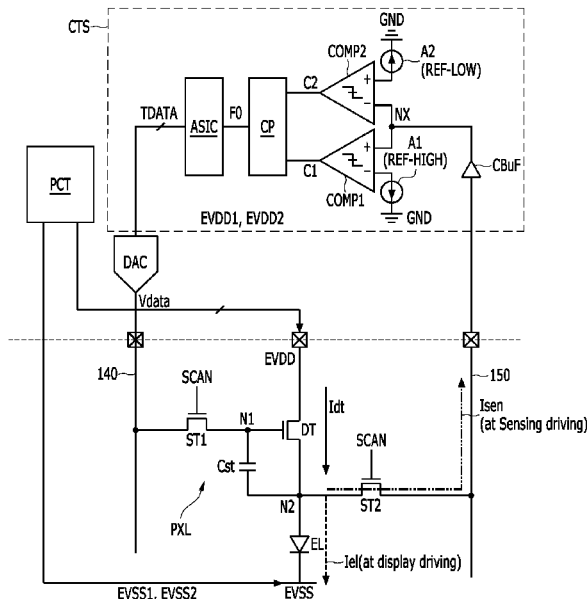 CTS
GND
COMP2
A2
(REF-LOW)
C2
TDATA
ASIC
F0
CP
NX
A1
(REF-HIGH)
CBuF
C1
COMP1
GND
PCT
EVDD1, EVDD2
DAC
Vdata
EVDD
140
150
SCAN
Idt
Isen
(at Sensing driving)
N1
DT
SCAN
ST1
Cst
N2
ST2
PXL
EL
Iel(at display driving)
EVSS1, EVSS2
EVSS
+
−
+
−